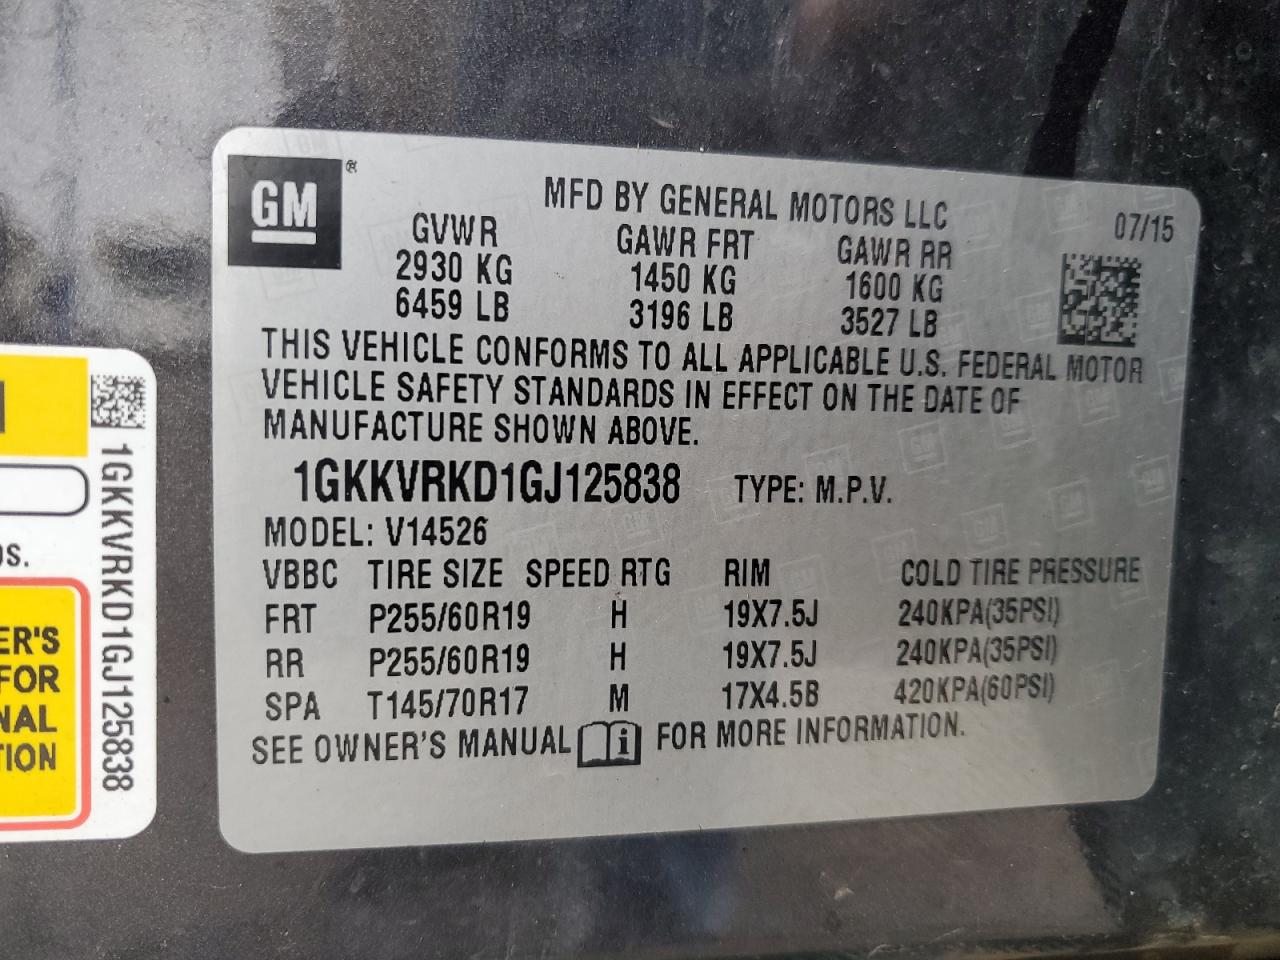 GM ®
MFD BY GENERAL MOTORS LLC
07/15
GVWR GAWR FRT GAWR RR
2930 KG 1450 KG 1600 KG
6459 LB 3196 LB 3527 LB
THIS VEHICLE CONFORMS TO ALL APPLICABLE U.S. FEDERAL MOTOR
VEHICLE SAFETY STANDARDS IN EFFECT ON THE DATE OF
MANUFACTURE SHOWN ABOVE.
1GKKVRKD1GJ125838 TYPE: M.P.V.
MODEL: V14526
VBBC TIRE SIZE SPEED RTG RIM COLD TIRE PRESSURE
FRT P255/60R19 H 19X7.5J 240KPA(35PSI)
RR P255/60R19 H 19X7.5J 240KPA(35PSI)
SPA T145/70R17 M 17X4.5B 420KPA(60PSI)
SEE OWNER'S MANUAL i FOR MORE INFORMATION.
1GKKVRKD1GJ125838
ER'S
FOR
NAL
TION